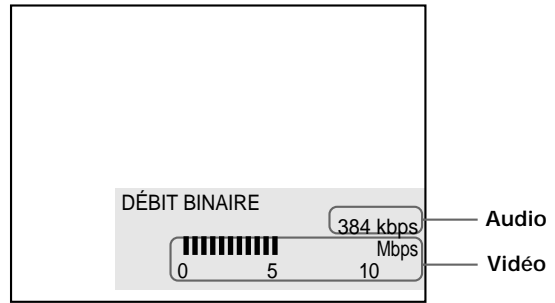 DÉBIT BINAIRE
384 kbps
Audio
Mbps
Vidéo
0 5 10